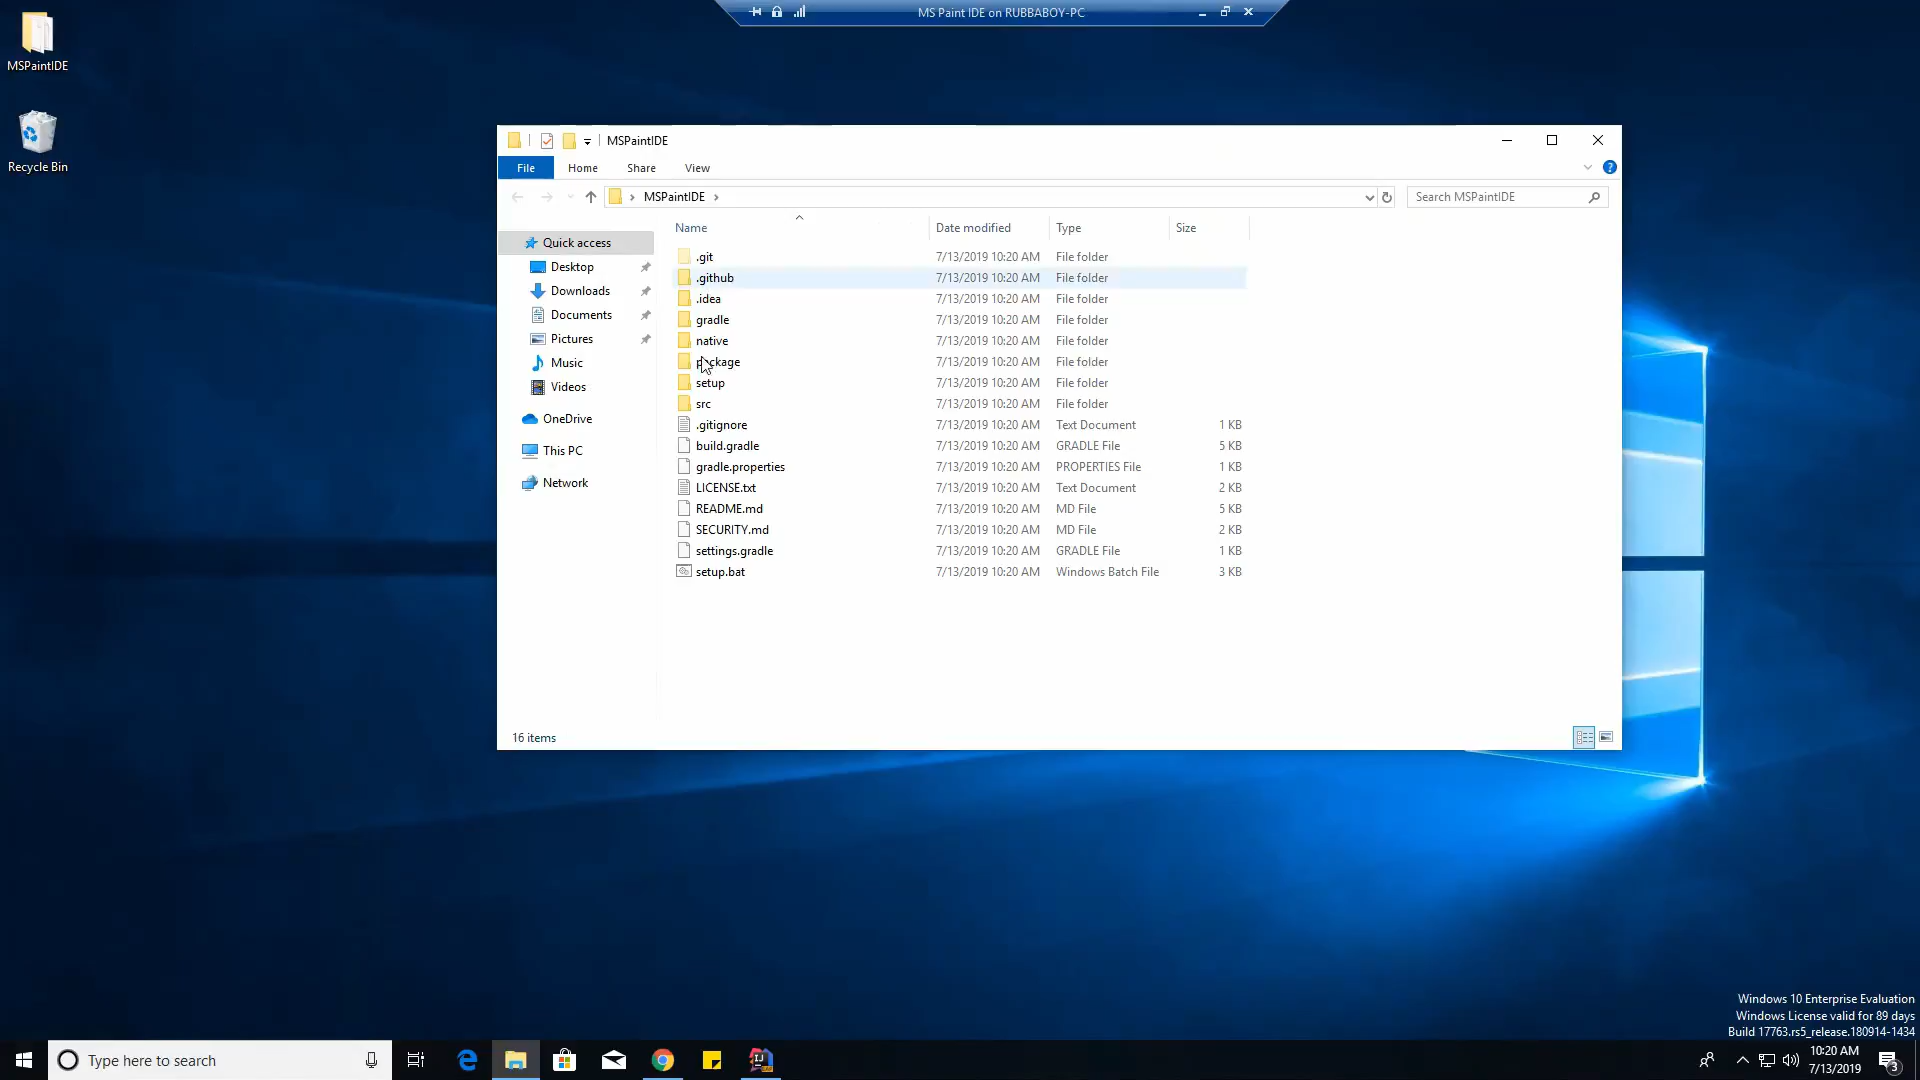 MS Paint IDE on RUBBABOY-PC
MSPaintIDE
Recycle Bin
MSPaintIDE
File Home Share View
MSPaintIDE
Search MSPaintIDE
Name Date modified Type Size
Quick access
Desktop
Downloads
Documents
Pictures
Music
Videos
OneDrive
This PC
Network
.git 7/13/2019 10:20 AM File folder
.github 7/13/2019 10:20 AM File folder
.idea 7/13/2019 10:20 AM File folder
gradle 7/13/2019 10:20 AM File folder
native 7/13/2019 10:20 AM File folder
package 7/13/2019 10:20 AM File folder
setup 7/13/2019 10:20 AM File folder
src 7/13/2019 10:20 AM File folder
.gitignore 7/13/2019 10:20 AM Text Document 1 KB
build.gradle 7/13/2019 10:20 AM GRADLE File 5 KB
gradle.properties 7/13/2019 10:20 AM PROPERTIES File 1 KB
LICENSE.txt 7/13/2019 10:20 AM Text Document 2 KB
README.md 7/13/2019 10:20 AM MD File 5 KB
SECURITY.md 7/13/2019 10:20 AM MD File 2 KB
settings.gradle 7/13/2019 10:20 AM GRADLE File 1 KB
setup.bat 7/13/2019 10:20 AM Windows Batch File 3 KB
16 items
Windows 10 Enterprise Evaluation
Windows License valid for 89 days
Build 17763.rs5_release.180914-1434
Type here to search
IJ
10:20 AM
7/13/2019
3